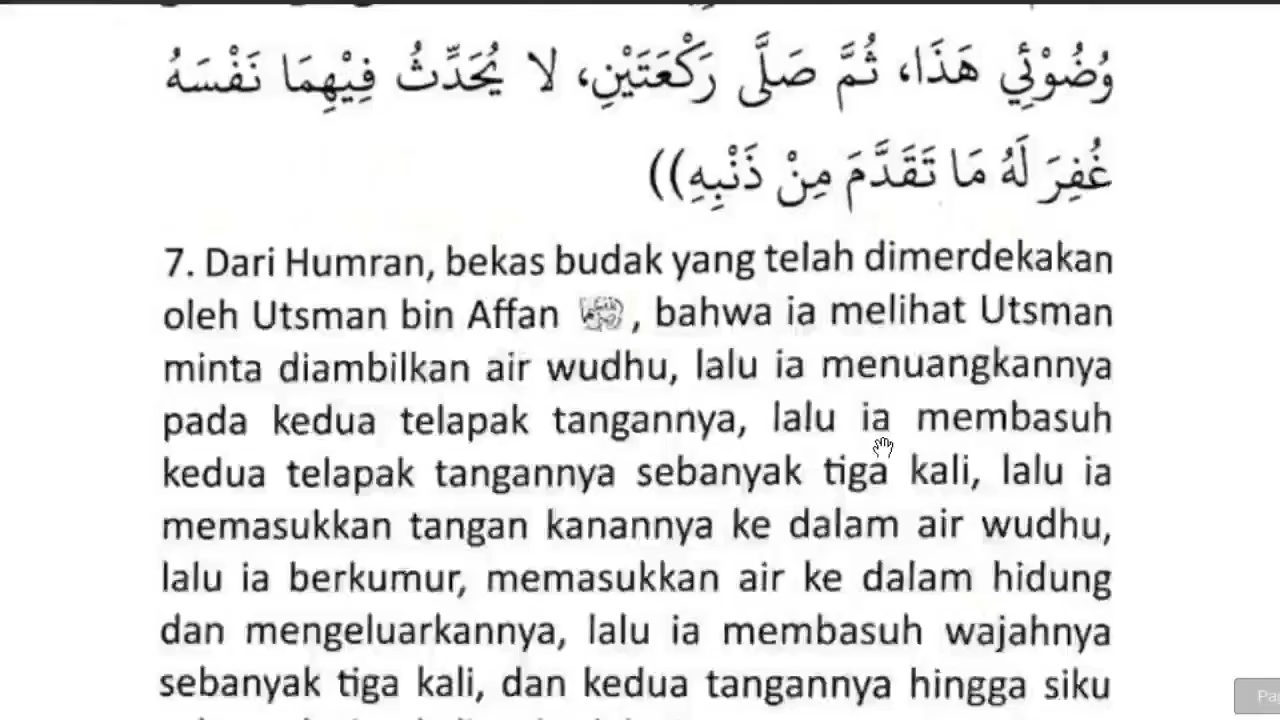 وُضُوْئِي هَذَا، ثُمَّ صَلَّى رَكْعَتَيْنِ، لا يُحَدِّثُ فِيْهِمَا نَفْسَهُ
غُفِرَ لَهُ مَا تَقَدَّمَ مِنْ ذَنْبِهِ))
7. Dari Humran, bekas budak yang telah dimerdekakan
oleh Utsman bin Affan , bahwa ia melihat Utsman
minta diambilkan air wudhu, lalu ia menuangkannya
pada kedua telapak tangannya, lalu ia membasuh
kedua telapak tangannya sebanyak tiga kali, lalu ia
memasukkan tangan kanannya ke dalam air wudhu,
lalu ia berkumur, memasukkan air ke dalam hidung
dan mengeluarkannya, lalu ia membasuh wajahnya
sebanyak tiga kali, dan kedua tangannya hingga siku